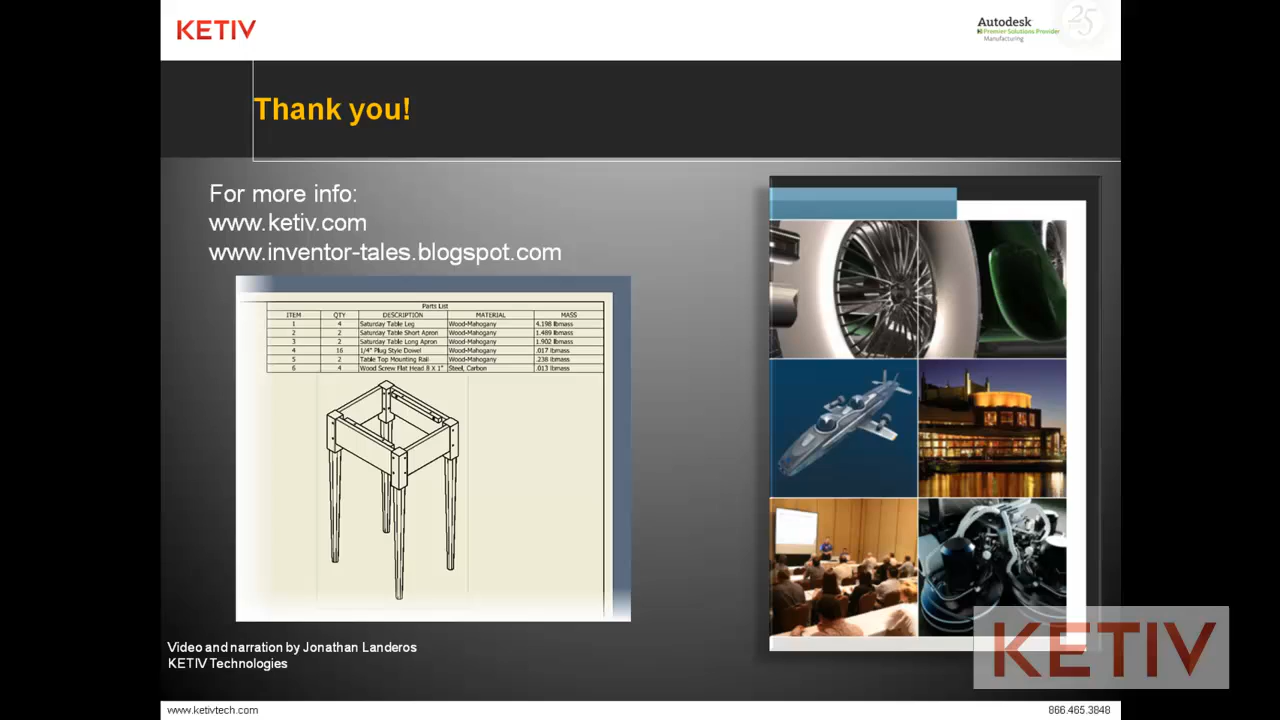 KETIV
Autodesk
Premier Solutions Provider
Manufacturing
25
Thank you!
For more info:
www.ketiv.com
www.inventor-tales.blogspot.com
Parts List
ITEM QTY DESCRIPTION MATERIAL MASS
1 4 Saturday Table Leg Wood-Mahogany 4.198 lbmass
2 2 Saturday Table Short Apron Wood-Mahogany 1.489 lbmass
3 2 Saturday Table Long Apron Wood-Mahogany 1.902 lbmass
4 16 1/4" Plug Style Dowel Wood-Mahogany .017 lbmass
5 2 Table Top Mounting Rail Wood-Mahogany .238 lbmass
6 4 Wood Screw Flat Head 8 X 1" Steel, Carbon .013 lbmass
Video and narration by Jonathan Landeros
KETIV Technologies
KETIV
www.ketivtech.com
866.465.3848